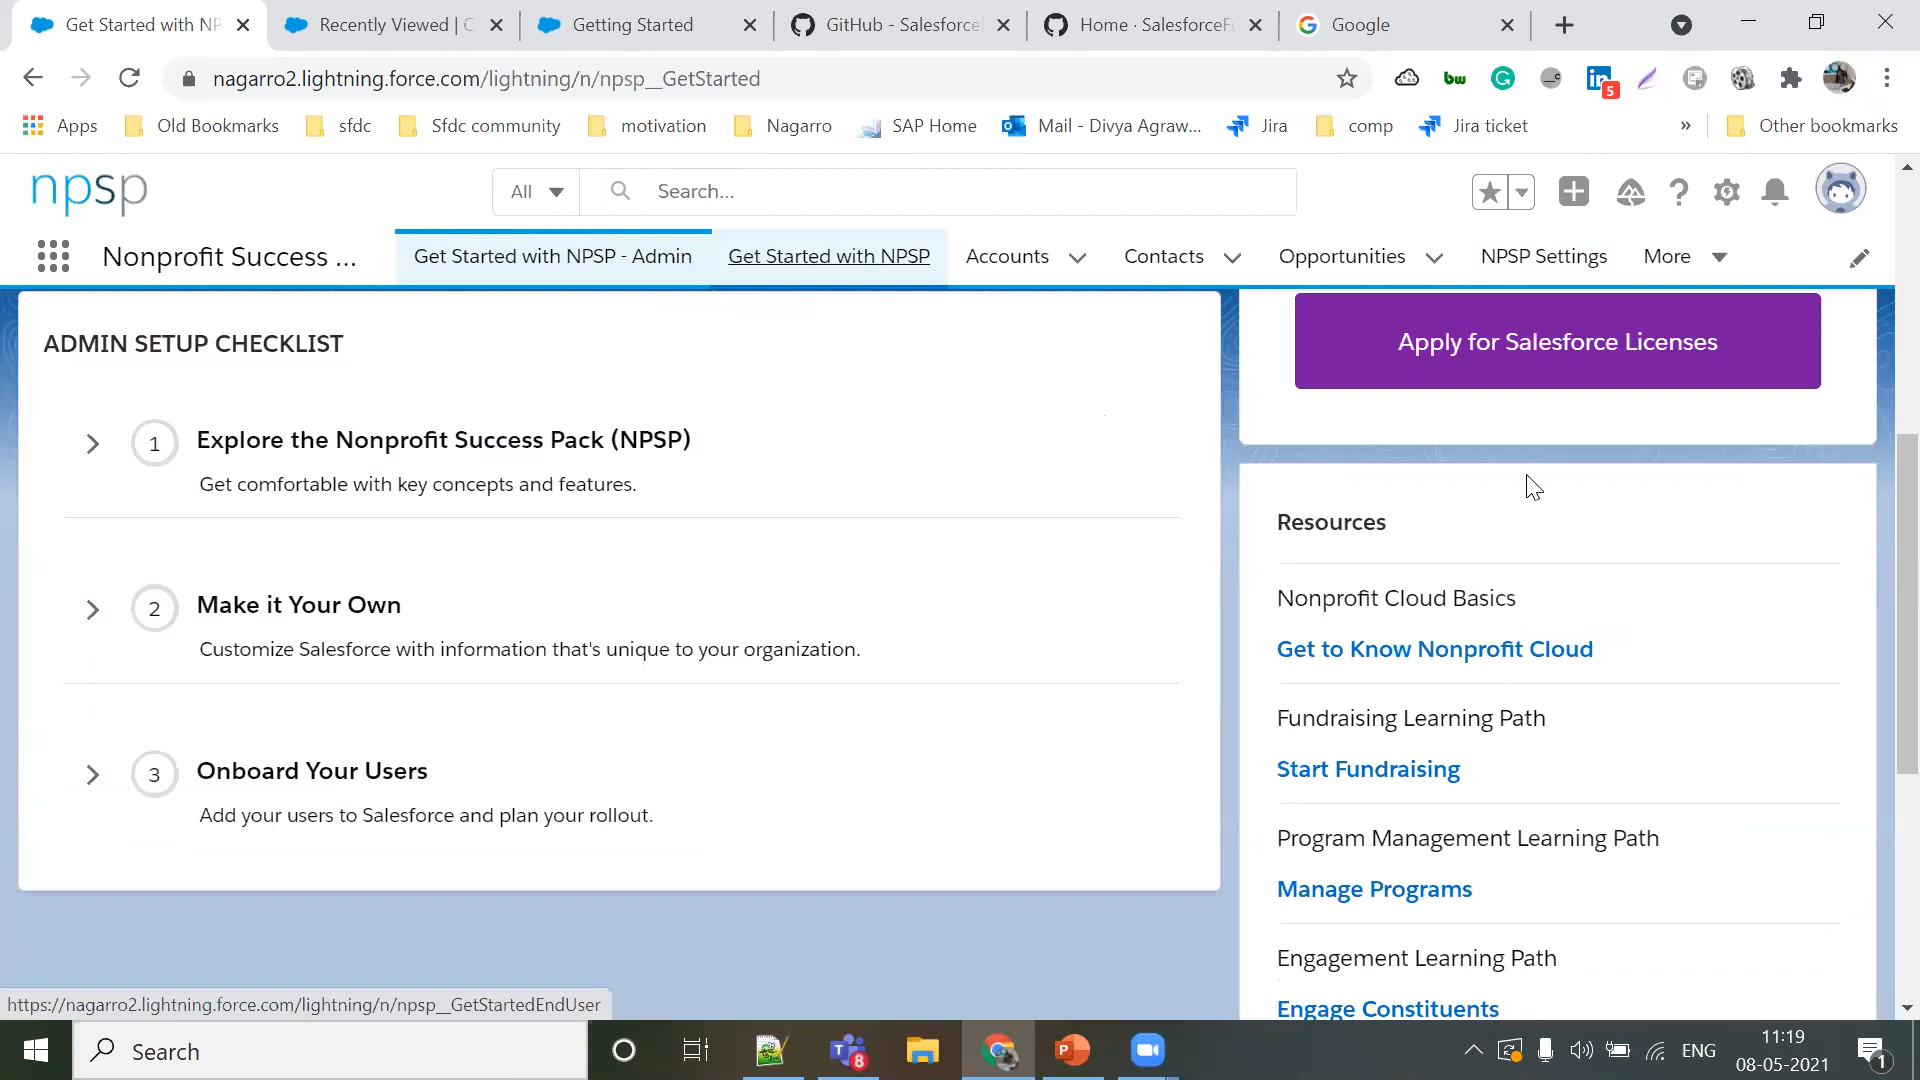 Get Started with NP
Recently Viewed | C
Getting Started
GitHub - Salesforce
Home · SalesforceFo
Google
nagarro2.lightning.force.com/lightning/n/npsp__GetStarted
bw
5
Apps
Old Bookmarks
sfdc
Sfdc community
motivation
Nagarro
SAP Home
Mail - Divya Agraw...
Jira
comp
Jira ticket
»
Other bookmarks
npsp
All
Search...
Nonprofit Success ...
Get Started with NPSP - Admin
Get Started with NPSP
Accounts
Contacts
Opportunities
NPSP Settings
More
ADMIN SETUP CHECKLIST
1
Explore the Nonprofit Success Pack (NPSP)
Get comfortable with key concepts and features.
2
Make it Your Own
Customize Salesforce with information that's unique to your organization.
3
Onboard Your Users
Add your users to Salesforce and plan your rollout.
Apply for Salesforce Licenses
Resources
Nonprofit Cloud Basics
Get to Know Nonprofit Cloud
Fundraising Learning Path
Start Fundraising
Program Management Learning Path
Manage Programs
Engagement Learning Path
Engage Constituents
https://nagarro2.lightning.force.com/lightning/n/npsp__GetStartedEndUser
Search
8
ENG
11:19
08-05-2021
1